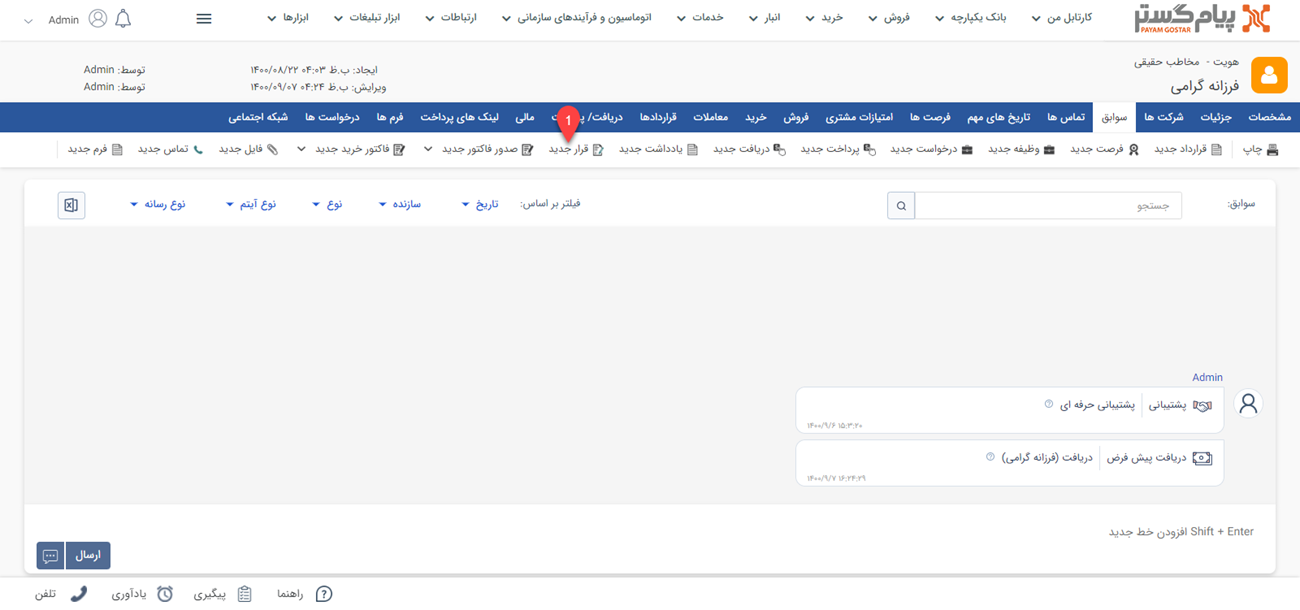 پیام گستر
PAYAM GOSTAR
کارتابل من
بانک یکپارچه
فروش
خرید
انبار
خدمات
اتوماسیون و فرآیندهای سازمانی
ارتباطات
ابزار تبلیغات
ابزارها
Admin
هویت - مخاطب حقیقی
فرزانه گرامی
ایجاد: ب.ظ ۰۴:۰۳ ۱۴۰۰/۰۸/۲۲
توسط: Admin
ویرایش: ب.ظ ۰۴:۲۴ ۱۴۰۰/۰۹/۰۷
توسط: Admin
مشخصات
جزئیات
شرکت ها
سوابق
تماس ها
تاریخ های مهم
فرصت ها
امتیازات مشتری
فروش
خرید
معاملات
قراردادها
دریافت/
مالی
لینک های پرداخت
فرم ها
درخواست ها
شبکه اجتماعی
1
چاپ
قرارداد جدید
فرصت جدید
وظیفه جدید
درخواست جدید
پرداخت جدید
دریافت جدید
یادداشت جدید
قرار جدید
صدور فاکتور جدید
فاکتور خرید جدید
فایل جدید
تماس جدید
فرم جدید
سوابق:
جستجو
فیلتر بر اساس:
تاریخ
سازنده
نوع
نوع آیتم
نوع رسانه
Admin
پشتیبانی
پشتیبانی حرفه ای
۱۴۰۰/۹/۶ ۱۵:۳:۲۰
دریافت پیش فرض
دریافت (فرزانه گرامی)
۱۴۰۰/۹/۷ ۱۶:۲۴:۲۹
Shift + Enter افزودن خط جدید
ارسال
راهنما
پیگیری
یادآوری
تلفن